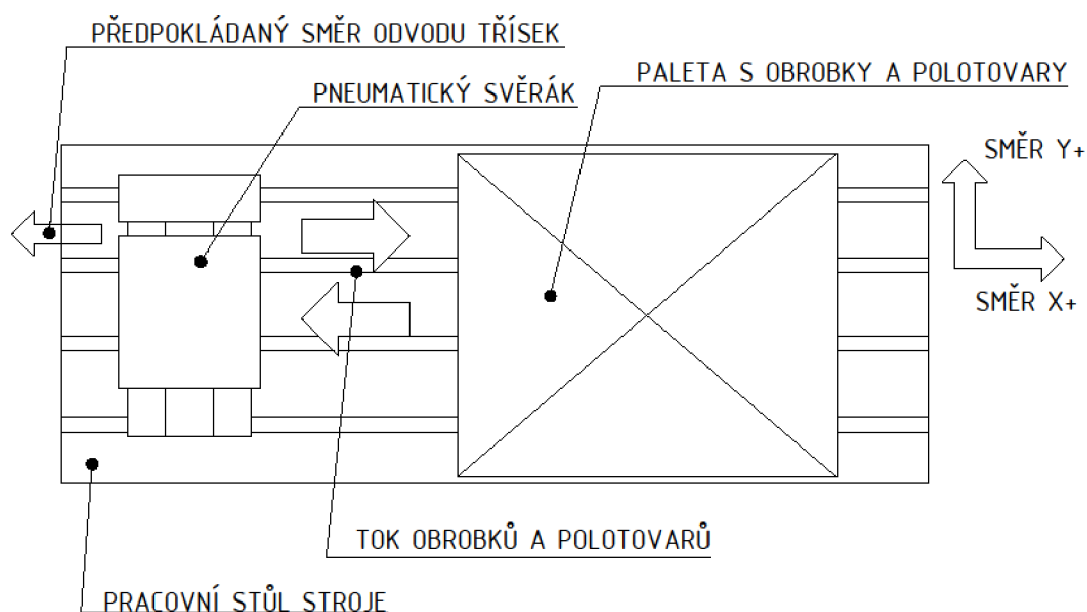 PŘEDPOKLÁDANÝ SMĚR ODVODU TŘÍSEK
PNEUMATICKÝ SVĚRÁK
PALETA S OBROBKY A POLOTOVARY
SMĚR Y+
SMĚR X+
TOK OBROBKŮ A POLOTOVARŮ
PRACOVNÍ STŮL STROJE